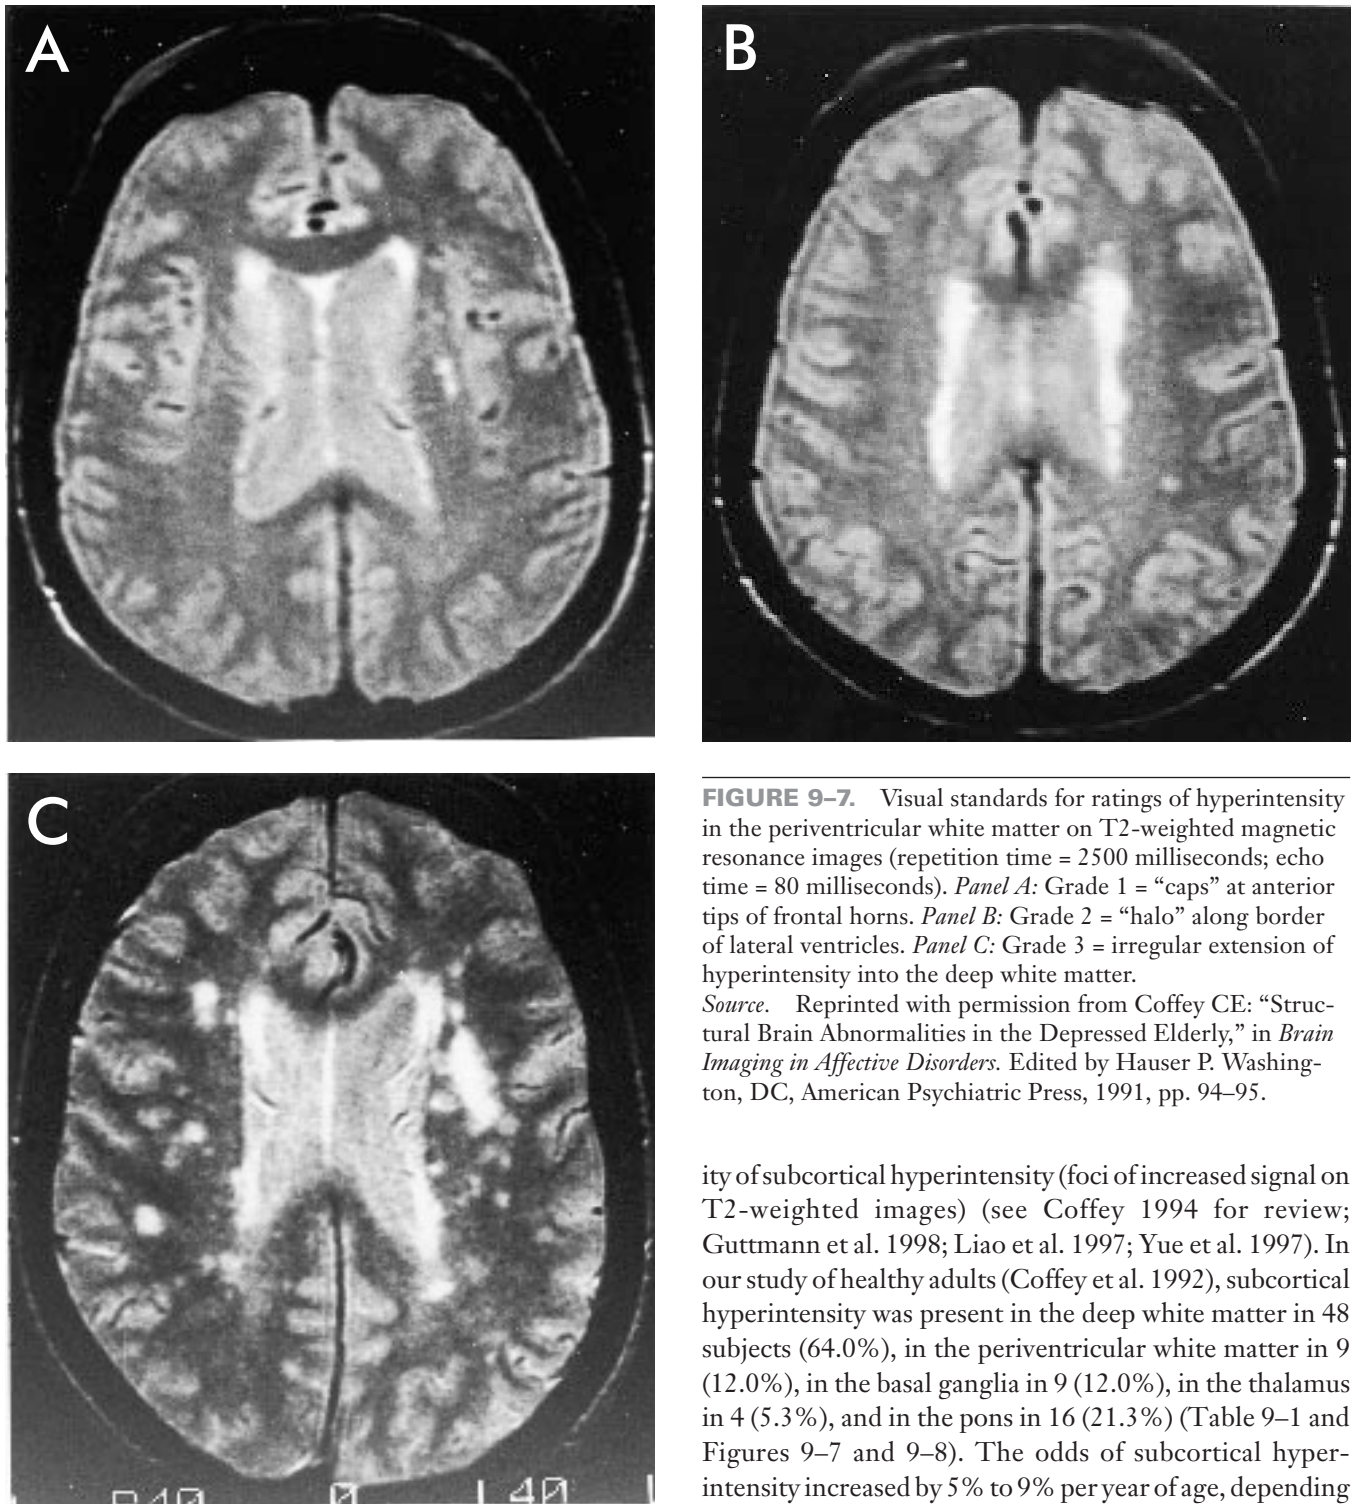 A
B
C
FIGURE 9–7. Visual standards for ratings of hyperintensity
in the periventricular white matter on T2-weighted magnetic
resonance images (repetition time = 2500 milliseconds; echo
time = 80 milliseconds). Panel A: Grade 1 = “caps” at anterior
tips of frontal horns. Panel B: Grade 2 = “halo” along border
of lateral ventricles. Panel C: Grade 3 = irregular extension of
hyperintensity into the deep white matter.
Source. Reprinted with permission from Coffey CE: “Struc-
tural Brain Abnormalities in the Depressed Elderly,” in Brain
Imaging in Affective Disorders. Edited by Hauser P. Washing-
ton, DC, American Psychiatric Press, 1991, pp. 94–95.
ity of subcortical hyperintensity (foci of increased signal on
T2-weighted images) (see Coffey 1994 for review;
Guttmann et al. 1998; Liao et al. 1997; Yue et al. 1997). In
our study of healthy adults (Coffey et al. 1992), subcortical
hyperintensity was present in the deep white matter in 48
subjects (64.0%), in the periventricular white matter in 9
(12.0%), in the basal ganglia in 9 (12.0%), in the thalamus
in 4 (5.3%), and in the pons in 16 (21.3%) (Table 9–1 and
Figures 9–7 and 9–8). The odds of subcortical hyper-
intensity increased by 5% to 9% per year of age, depending
R40 0 L40